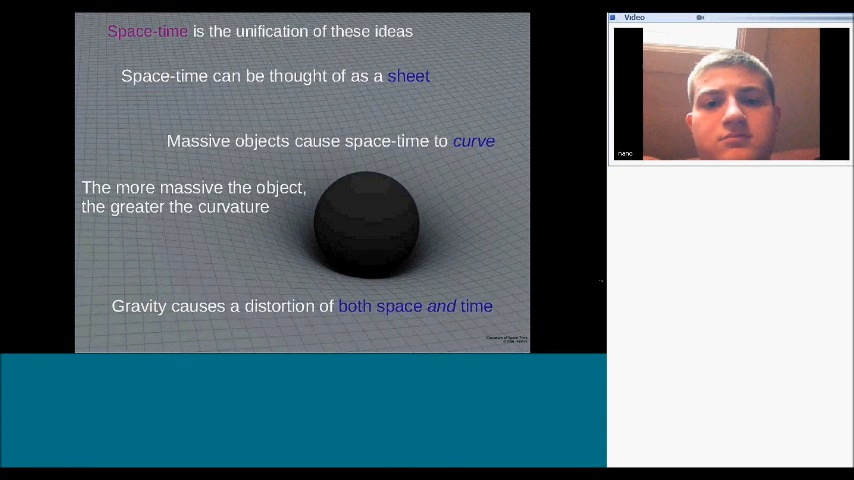 Space-time is the unification of these ideas
Space-time can be thought of as a sheet
Massive objects cause space-time to curve
The more massive the object,
the greater the curvature
Gravity causes a distortion of both space and time
Video
nano